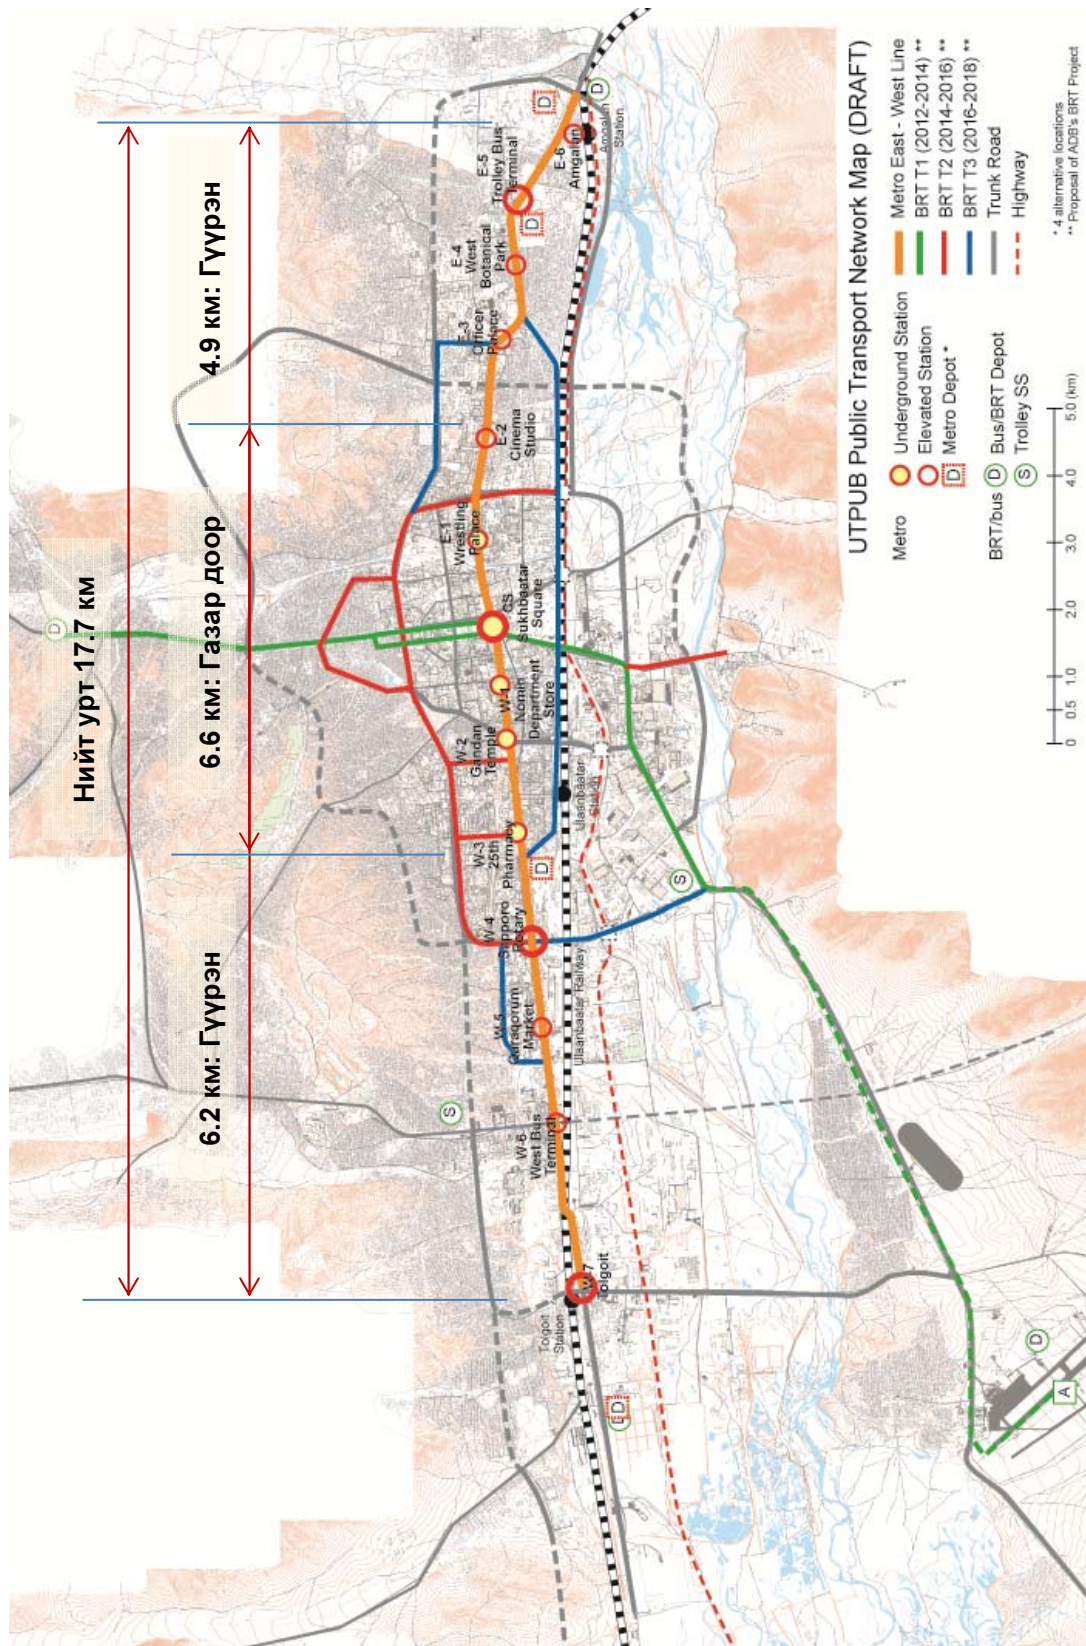 Нийт урт 17.7 км
6.2 км: Гүүрэн
6.6 км: Газар доор
4.9 км: Гүүрэн
D
S
W-7
Tolgoit
Tolgoit
Station
D
W-6
West Bus
Terminal
W-5
Qaraqorum
Market
W-4
Sapporo
Rotary
W-3
25th
Pharmacy
D
W-2
Gandan
Temple
W-1
Nomin
Department
Store
CS
Sukhbaatar
Square
E-1
Wrestling
Palace
E-2
Cinema
Studio
E-3
Officer
Palace
E-4
West
Botanical
Park
E-5
Trolley Bus
Terminal
D
E-6
Amgalan
Amgalan
Station
D
D
Ulaanbaatar Railway
Ulaanbaatar
Station
S
D
A
UTPUB Public Transport Network Map (DRAFT)
Metro
Underground Station
Elevated Station
D Metro Depot *
BRT/bus
D Bus/BRT Depot
S Trolley SS
Metro East - West Line
BRT T1 (2012-2014) **
BRT T2 (2014-2016) **
BRT T3 (2016-2018) **
Trunk Road
Highway
0 0.5 1.0 2.0 3.0 4.0 5.0 (km)
* 4 alternative locations
** Proposal of ADB's BRT Project